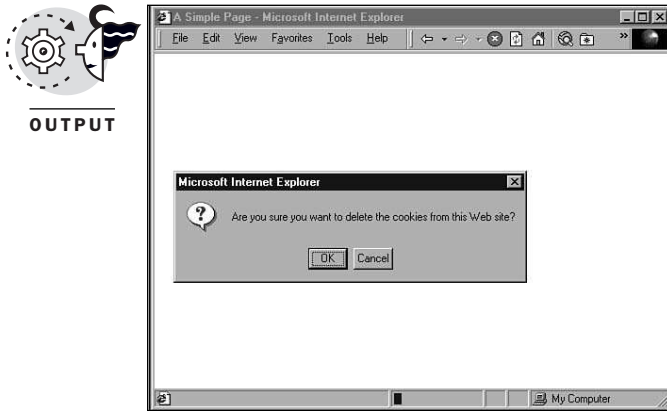 OUTPUT
A Simple Page - Microsoft Internet Explorer
File Edit View Favorites Tools Help »
Microsoft Internet Explorer
Are you sure you want to delete the cookies from this Web site?
OK Cancel
My Computer